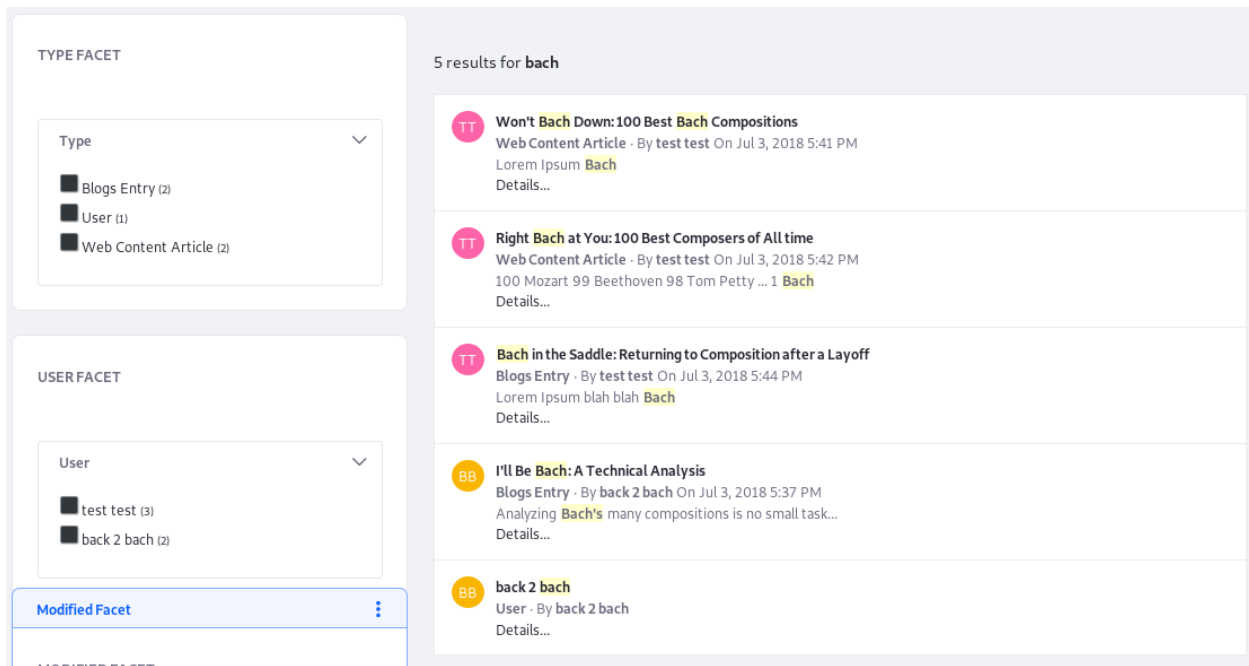 TYPE FACET
Type
Blogs Entry (2)
User (1)
Web Content Article (2)
USER FACET
User
test test (3)
back 2 bach (2)
Modified Facet
MODIFIED FACET
5 results for bach
TT
Won't Bach Down: 100 Best Bach Compositions
Web Content Article · By test test On Jul 3, 2018 5:41 PM
Lorem Ipsum Bach
Details...
TT
Right Bach at You: 100 Best Composers of All time
Web Content Article · By test test On Jul 3, 2018 5:42 PM
100 Mozart 99 Beethoven 98 Tom Petty ... 1 Bach
Details...
TT
Bach in the Saddle: Returning to Composition after a Layoff
Blogs Entry · By test test On Jul 3, 2018 5:44 PM
Lorem Ipsum blah blah Bach
Details...
BB
I'll Be Bach: A Technical Analysis
Blogs Entry · By back 2 bach On Jul 3, 2018 5:37 PM
Analyzing Bach's many compositions is no small task...
Details...
BB
back 2 bach
User · By back 2 bach
Details...